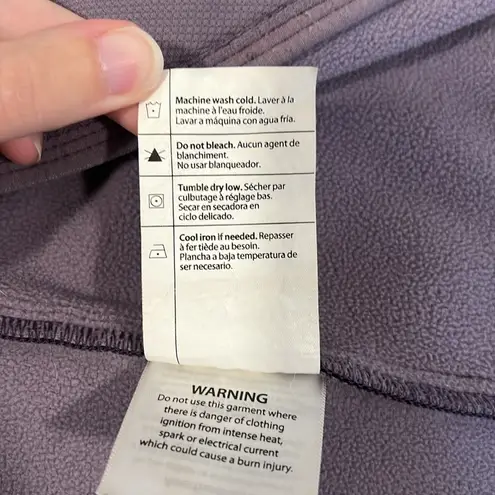 Machine wash cold. Laver à la
machine à l'eau froide.
Lavar a máquina con agua fría.
Do not bleach. Aucun agent de
blanchiment.
No usar blanqueador.
Tumble dry low. Sécher par
culbutage à réglage bas.
Secar en secadora en
ciclo delicado.
Cool iron if needed. Repasser
à fer tiède au besoin.
Plancha a baja temperatura de
ser necesario.
WARNING
Do not use this garment where
there is danger of clothing
ignition from intense heat,
spark or electrical current
which could cause a burn injury.